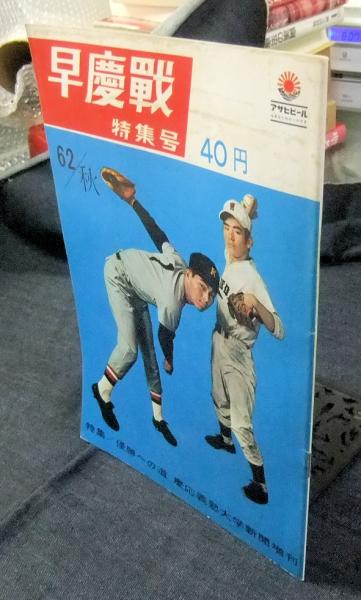 早慶戰
特集号
40円
アサヒビール
62/秋
特集／優勝への道 慶応義塾大学新聞増刊